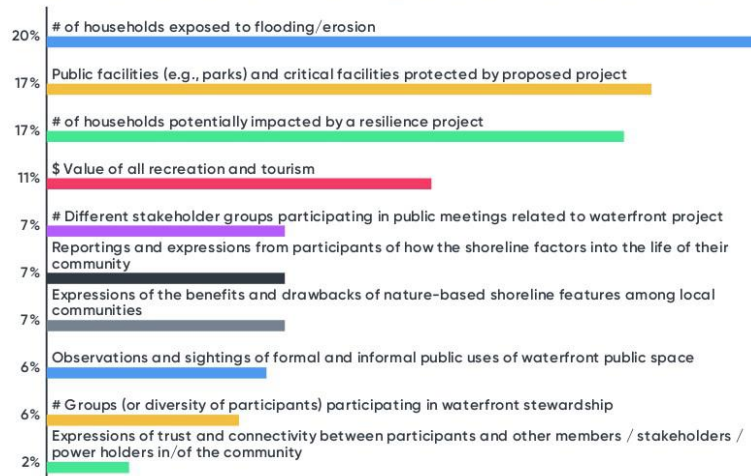 # of households exposed to flooding/erosion
20%
Public facilities (e.g., parks) and critical facilities protected by proposed project
17%
# of households potentially impacted by a resilience project
17%
$ Value of all recreation and tourism
11%
# Different stakeholder groups participating in public meetings related to waterfront project
7%
Reportings and expressions from participants of how the shoreline factors into the life of their
community
7%
Expressions of the benefits and drawbacks of nature-based shoreline features among local
communities
7%
Observations and sightings of formal and informal public uses of waterfront public space
6%
# Groups (or diversity of participants) participating in waterfront stewardship
6%
Expressions of trust and connectivity between participants and other members / stakeholders /
power holders in/of the community
2%